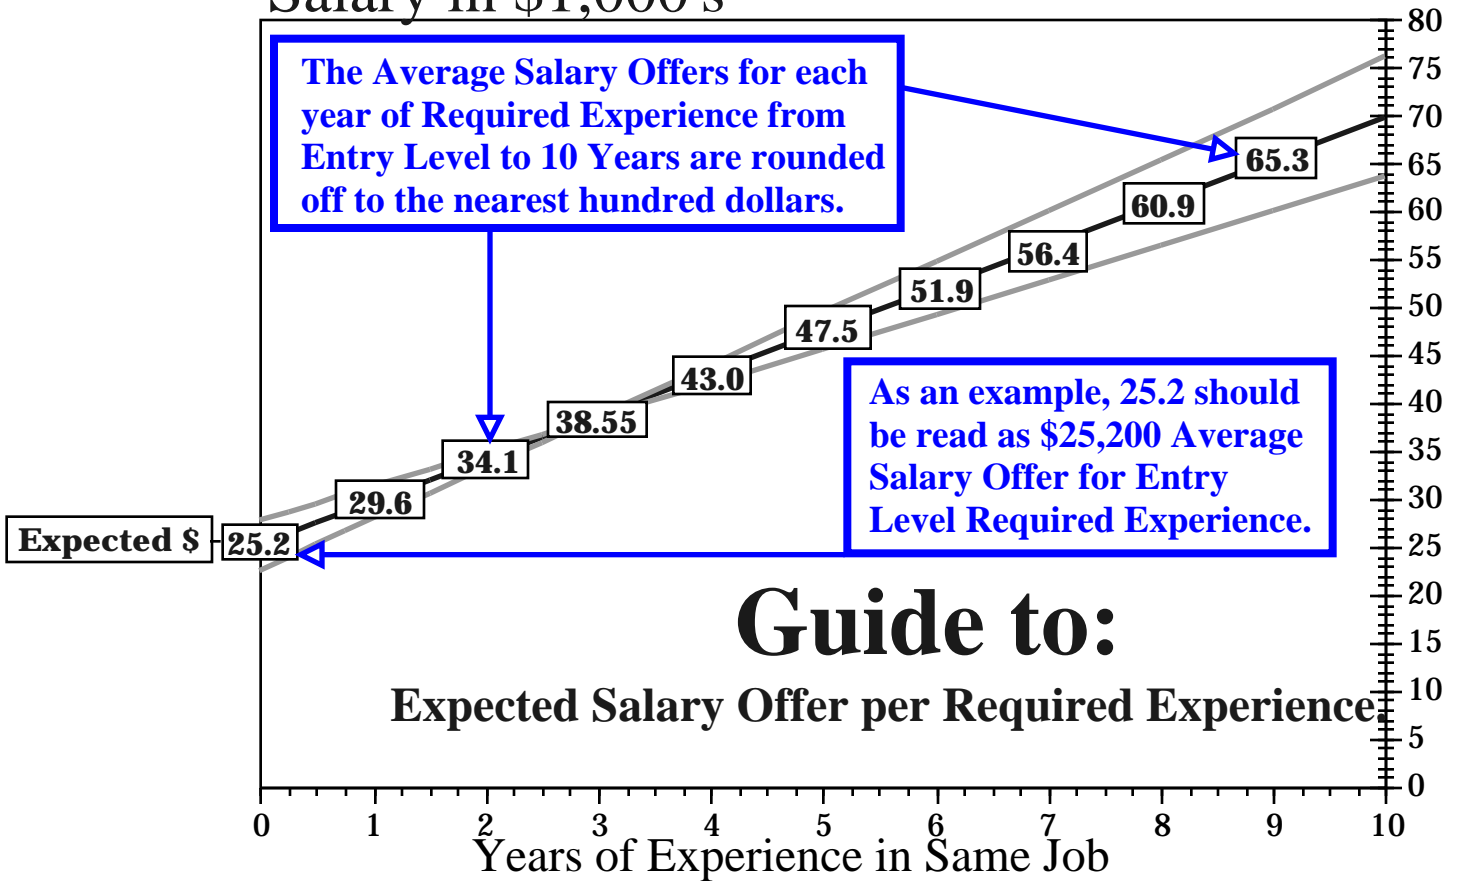 Salary in $1,000's
The Average Salary Offers for each
year of Required Experience from
Entry Level to 10 Years are rounded
off to the nearest hundred dollars.
80
75
70
65
60
55
50
45
40
35
30
25
20
15
10
5
0
65.3
60.9
56.4
51.9
47.5
43.0
38.55
34.1
29.6
Expected $
25.2
As an example, 25.2 should
be read as $25,200 Average
Salary Offer for Entry
Level Required Experience.
Guide to:
Expected Salary Offer per Required Experience.
0 1 2 3 4 5 6 7 8 9 10
Years of Experience in Same Job